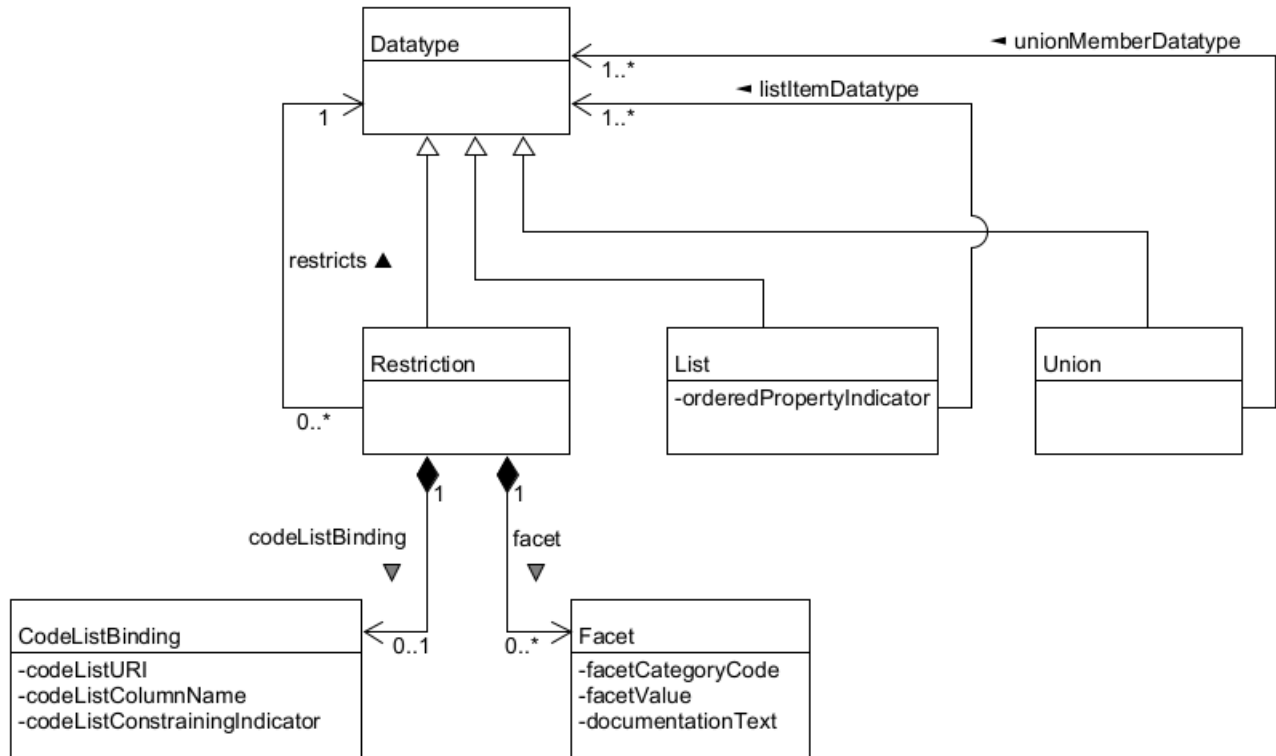 Datatype
◄ unionMemberDatatype
1..*
◄ listItemDatatype
1
1..*
restricts ▲
Restriction
List
Union
-orderedPropertyIndicator
0..*
1
1
codeListBinding
facet
▼
▼
CodeListBinding
0..1
0..*
Facet
-codeListURI
-facetCategoryCode
-codeListColumnName
-facetValue
-codeListConstrainingIndicator
-documentationText